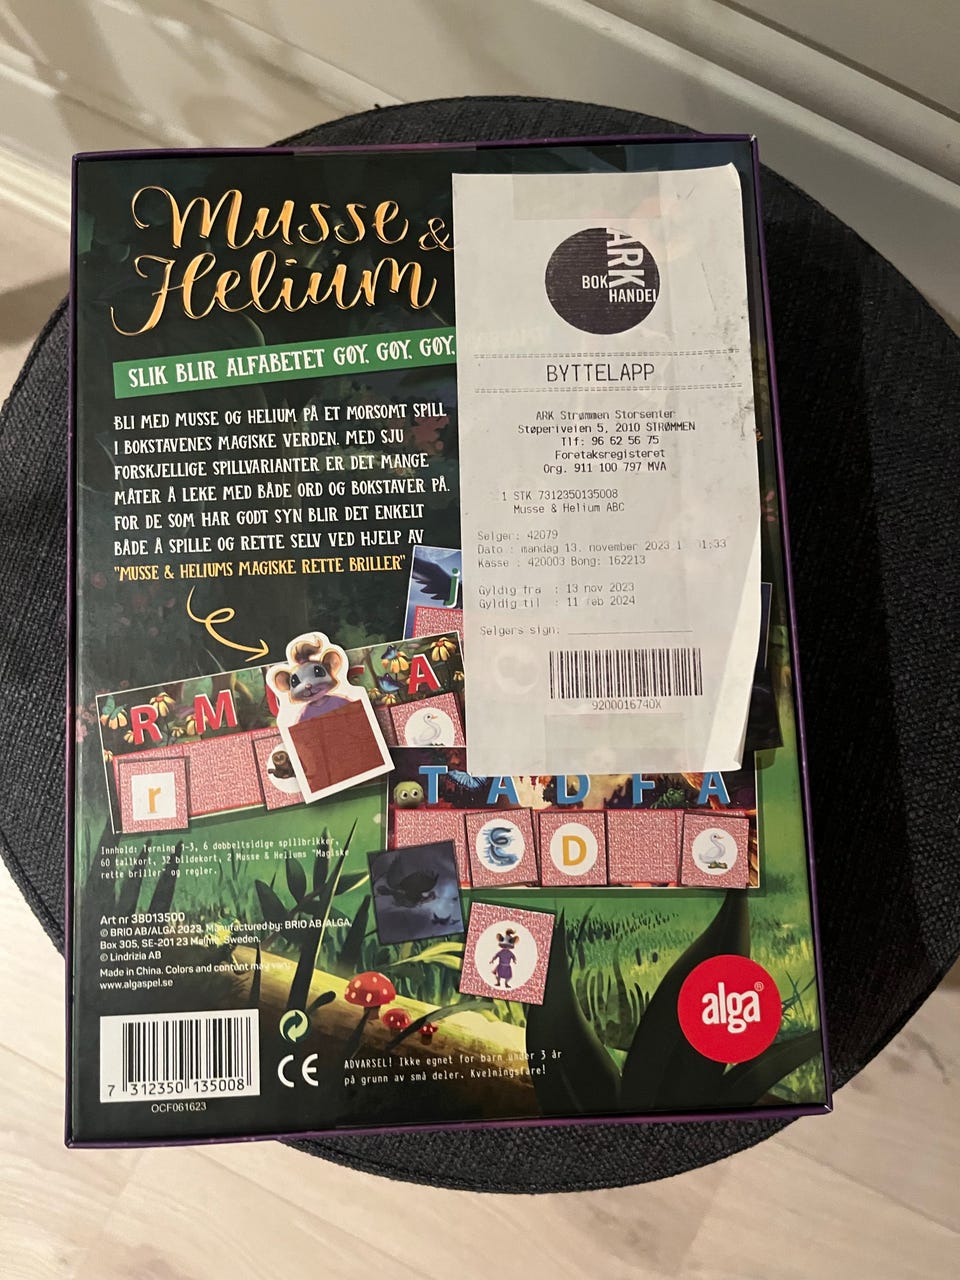 Musse &
Helium
SLIK BLIR ALFABETET GØY, GØY, GØY.
BLI MED MUSSE OG HELIUM PÅ ET MORSOMT SPILL
I BOKSTAVENES MAGISKE VERDEN. MED SJU
FORSKJELLIGE SPILLVARIANTER ER DET MANGE
MÅTER Å LEKE MED BÅDE ORD OG BOKSTAVER PÅ.
FOR DE SOM HAR GODT SYN BLIR DET ENKELT
BÅDE Å SPILLE OG RETTE SELV VED HJELP AV
"MUSSE & HELIUMS MAGISKE RETTE BRILLER"
ARK
BOK
HANDEL
BYTTELAPP
ARK Strømmen Storsenter
Støperiveien 5, 2010 STRØMMEN
Tlf: 96 62 56 75
Foretaksregisteret
Org. 911 100 797 MVA
1 STK 7312350135008
Musse & Helium ABC
Selger: 42079
Dato : mandag 13. november 2023 1 :33
Kasse : 420003 Bong: 162213
Gyldig fra : 13 nov 2023
Gyldig til : 11 feb 2024
Selgers sign:
9200016740X
j
R M A
r
T A D F A
E D
Innhold: Terning 1-3, 6 dobbeltsidige spillbrikker,
60 tallkort, 32 bildekort, 2 Musse & Heliums "Magiske
rette briller" og regler.
Art nr 38013500
© BRIO AB/ALGA 2023. Manufactured by: BRIO AB/ALGA,
Box 305, SE-201 23 Malmö, Sweden.
© Lindrizia AB
Made in China. Colors and content may vary.
www.algaspel.se
7 312350 135008
OCF061623
CE
ADVARSEL! Ikke egnet for barn under 3 år
på grunn av små deler. Kvelningsfare!
alga®